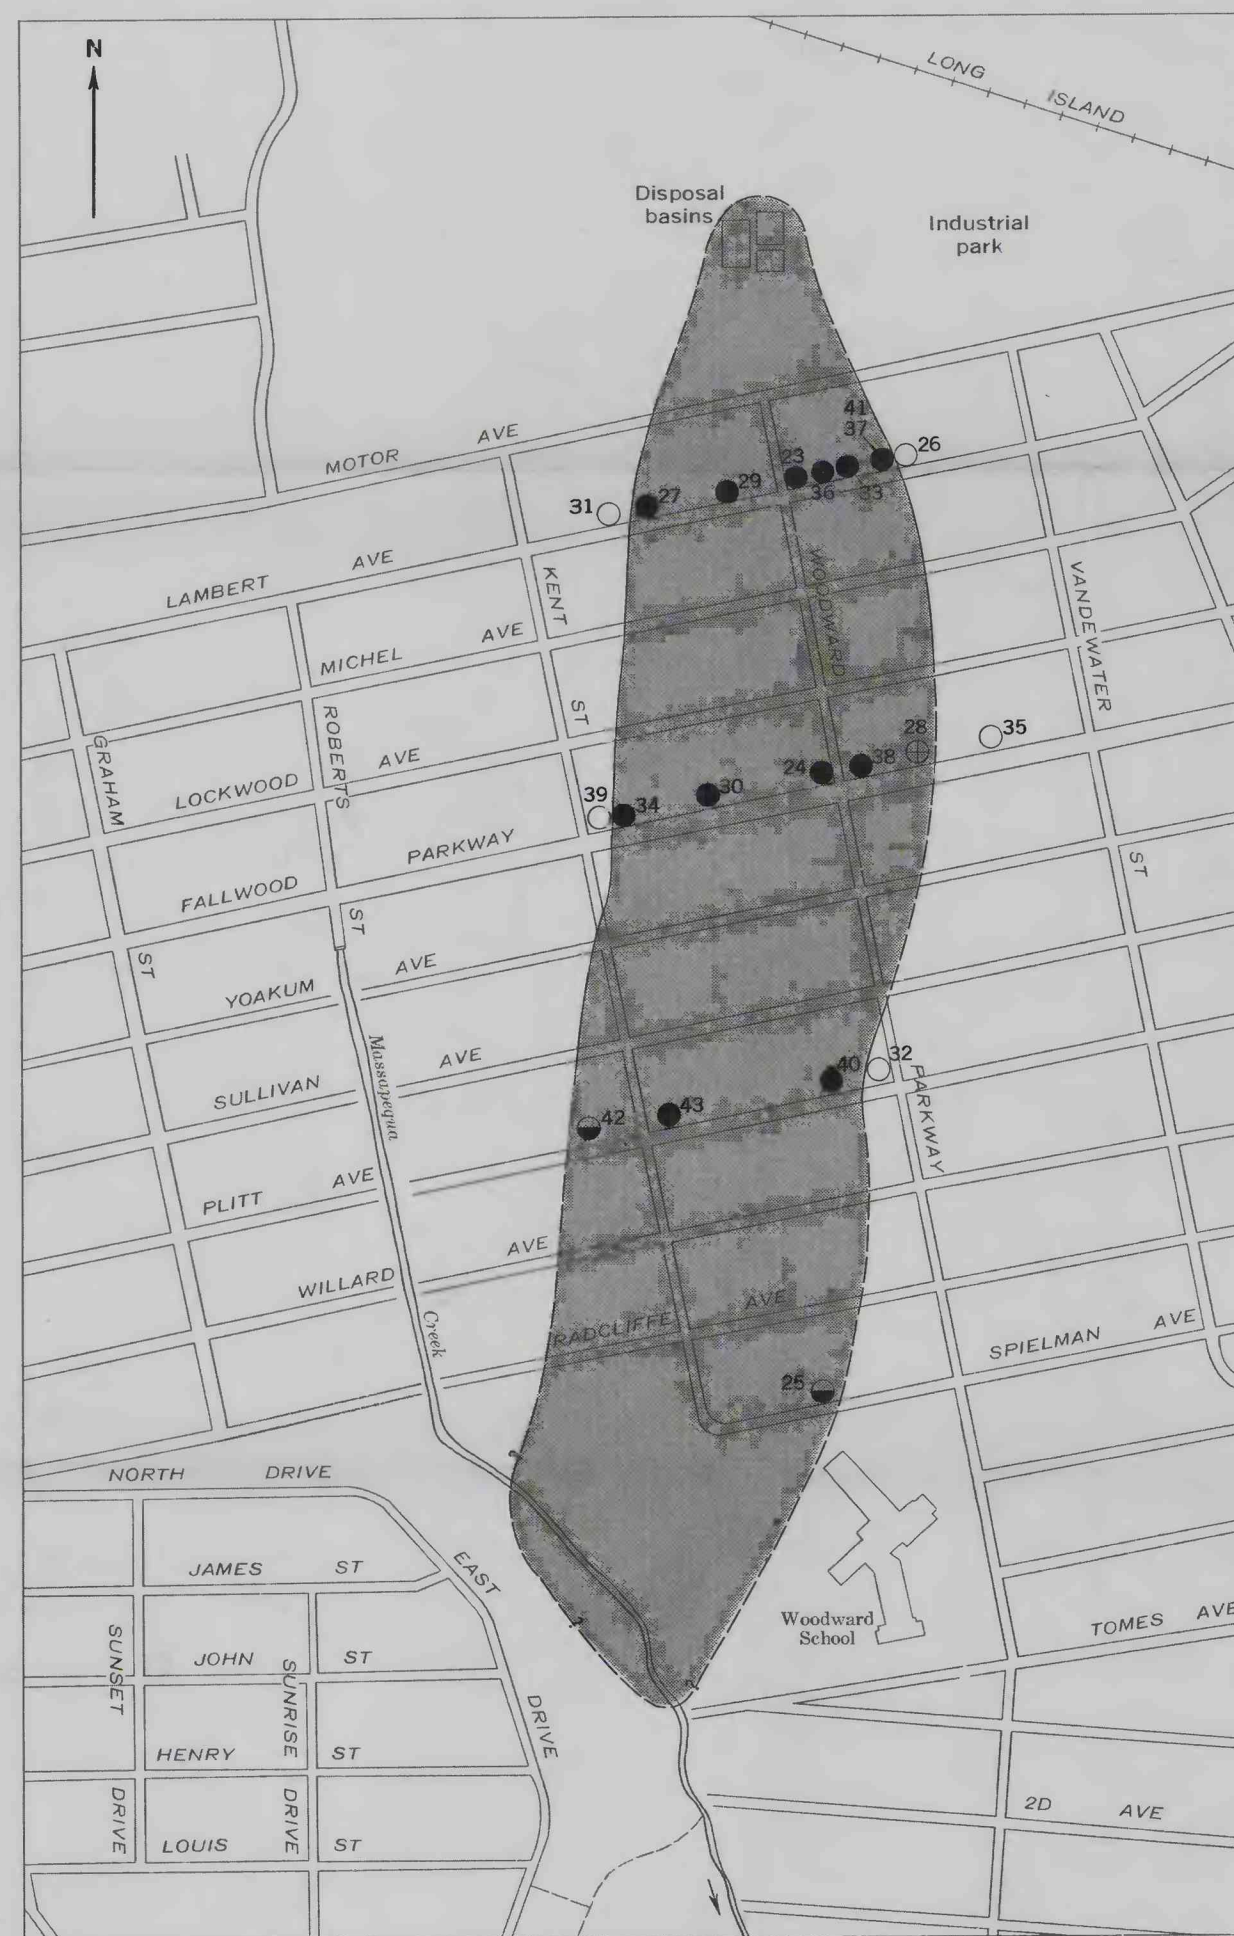 N
LONG
ISLAND
Disposal
basins
Industrial
park
MOTOR AVE
41
37
26
23
29
36
33
27
31
LAMBERT AVE
KENT
WOODWARD
VANDEWATER
MICHEL AVE
ST
ROBERTS
GRAHAM
LOCKWOOD AVE
28
35
24
38
30
39
34
FALLWOOD PARKWAY
ST
ST
ST
YOAKUM AVE
SULLIVAN AVE
Massapequa
40
32
PARKWAY
42
43
PLITT AVE
WILLARD AVE
Creek
RADCLIFFE AVE
SPIELMAN AVE
25
?
NORTH DRIVE
EAST
JAMES ST
?
Woodward
School
TOMES AVE
SUNSET
JOHN ST
SUNRISE
?
DRIVE
HENRY ST
DRIVE
DRIVE
2D AVE
LOUIS ST